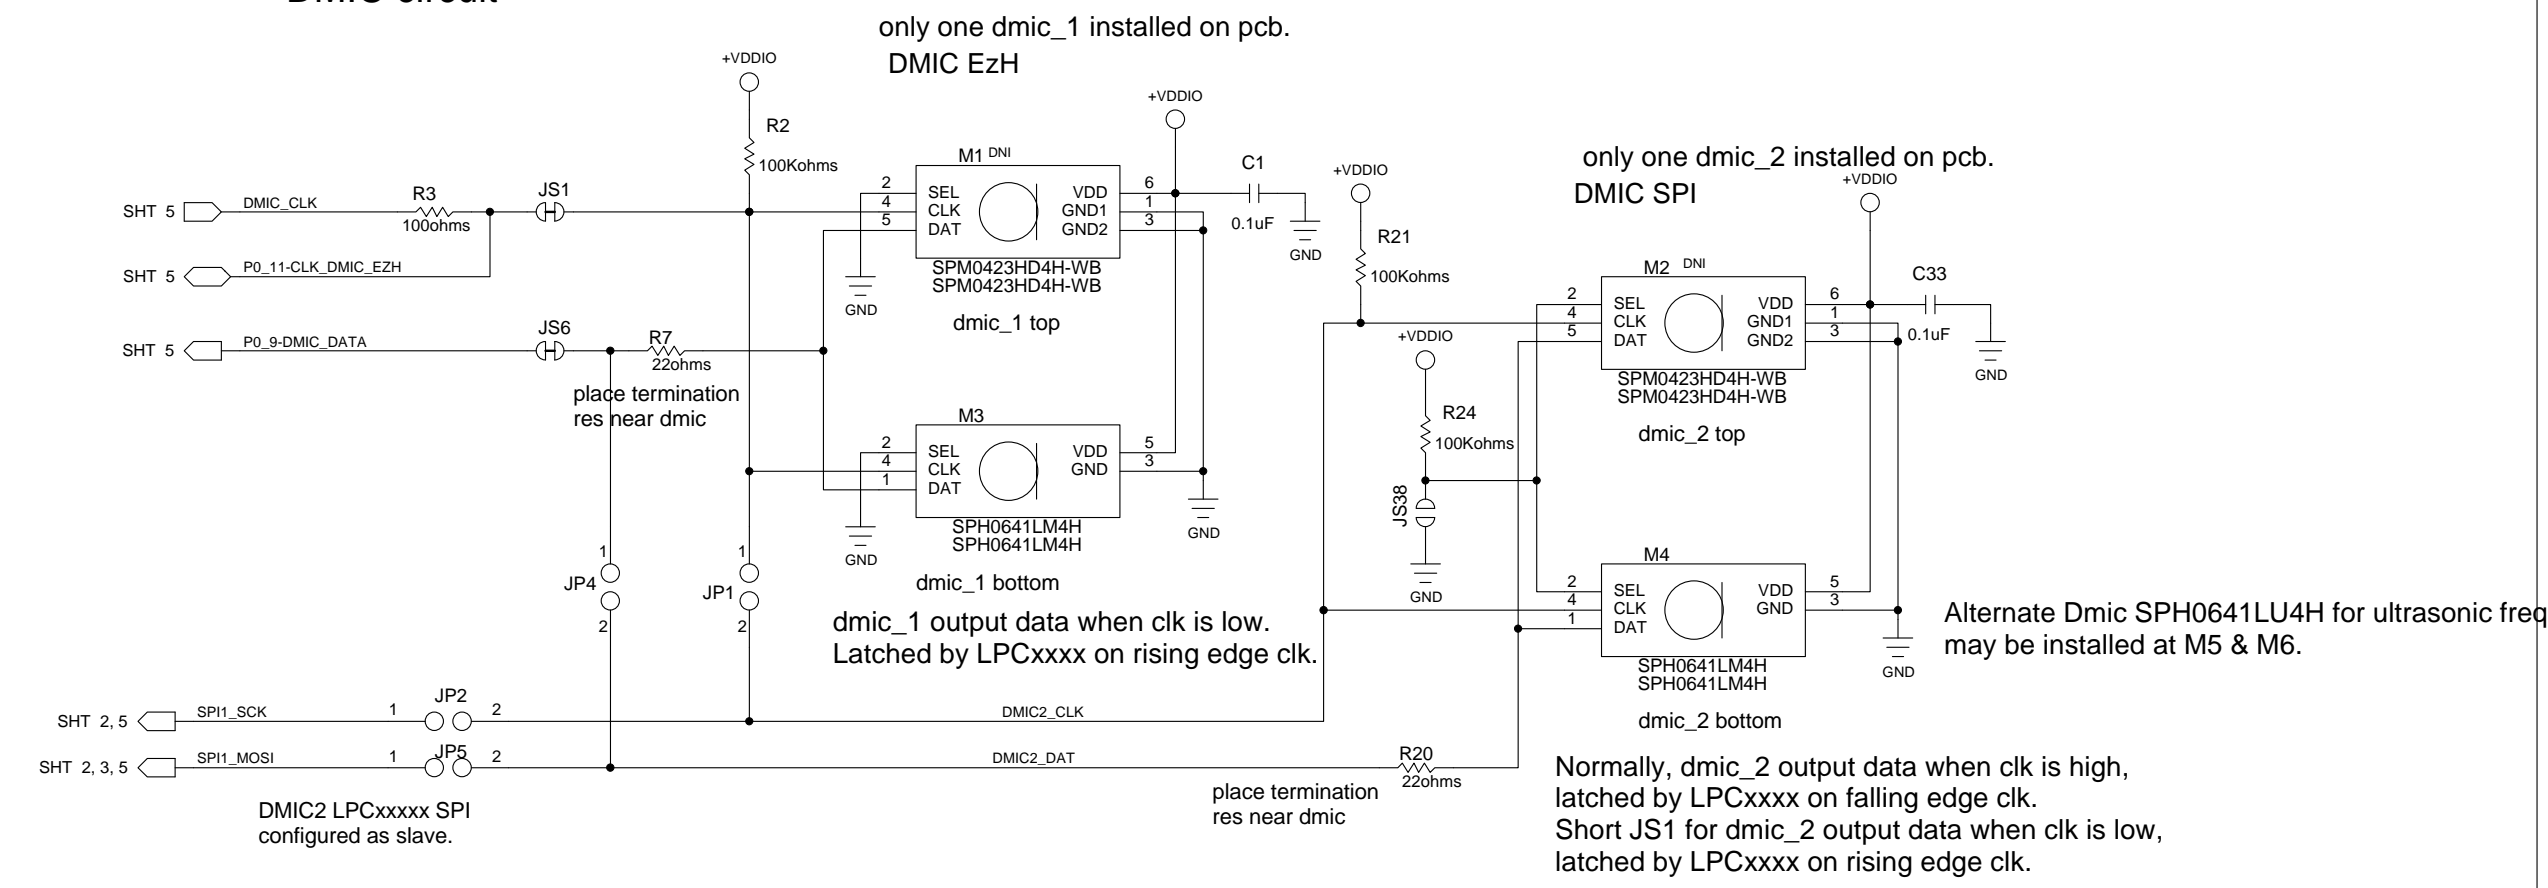 DMIC circuit
only one dmic_1 installed on pcb.
DMIC EzH
+VDDIO
R2
100Kohms
+VDDIO
M1 DNI
2 SEL VDD 6
4 CLK GND1 1
5 DAT GND2 3
SPM0423HD4H-WB
SPM0423HD4H-WB
dmic_1 top
GND
C1
0.1uF
GND
SHT 5 DMIC_CLK
R3
100ohms
JS1
SHT 5 P0_11-CLK_DMIC_EZH
SHT 5 P0_9-DMIC_DATA
JS6
R7
22ohms
place termination
res near dmic
M3
2 SEL VDD 5
4 CLK GND 3
1 DAT
SPH0641LM4H
SPH0641LM4H
dmic_1 bottom
GND
GND
dmic_1 output data when clk is low.
Latched by LPCxxxx on rising edge clk.
1
JP4
2
1
JP1
2
SHT 2, 5 SPI1_SCK 1 JP2 2 DMIC2_CLK
SHT 2, 3, 5 SPI1_MOSI 1 JP5 2 DMIC2_DAT
DMIC2 LPCxxxxx SPI
configured as slave.
place termination
res near dmic
R20
22ohms
only one dmic_2 installed on pcb.
DMIC SPI
+VDDIO
+VDDIO
R21
100Kohms
+VDDIO
R24
100Kohms
JS38
GND
M2 DNI
2 SEL VDD 6
4 CLK GND1 1
5 DAT GND2 3
SPM0423HD4H-WB
SPM0423HD4H-WB
dmic_2 top
C33
0.1uF
GND
M4
2 SEL VDD 5
4 CLK GND 3
1 DAT
SPH0641LM4H
SPH0641LM4H
dmic_2 bottom
GND
Alternate Dmic SPH0641LU4H for ultrasonic freq
may be installed at M5 & M6.
Normally, dmic_2 output data when clk is high,
latched by LPCxxxx on falling edge clk.
Short JS1 for dmic_2 output data when clk is low,
latched by LPCxxxx on rising edge clk.